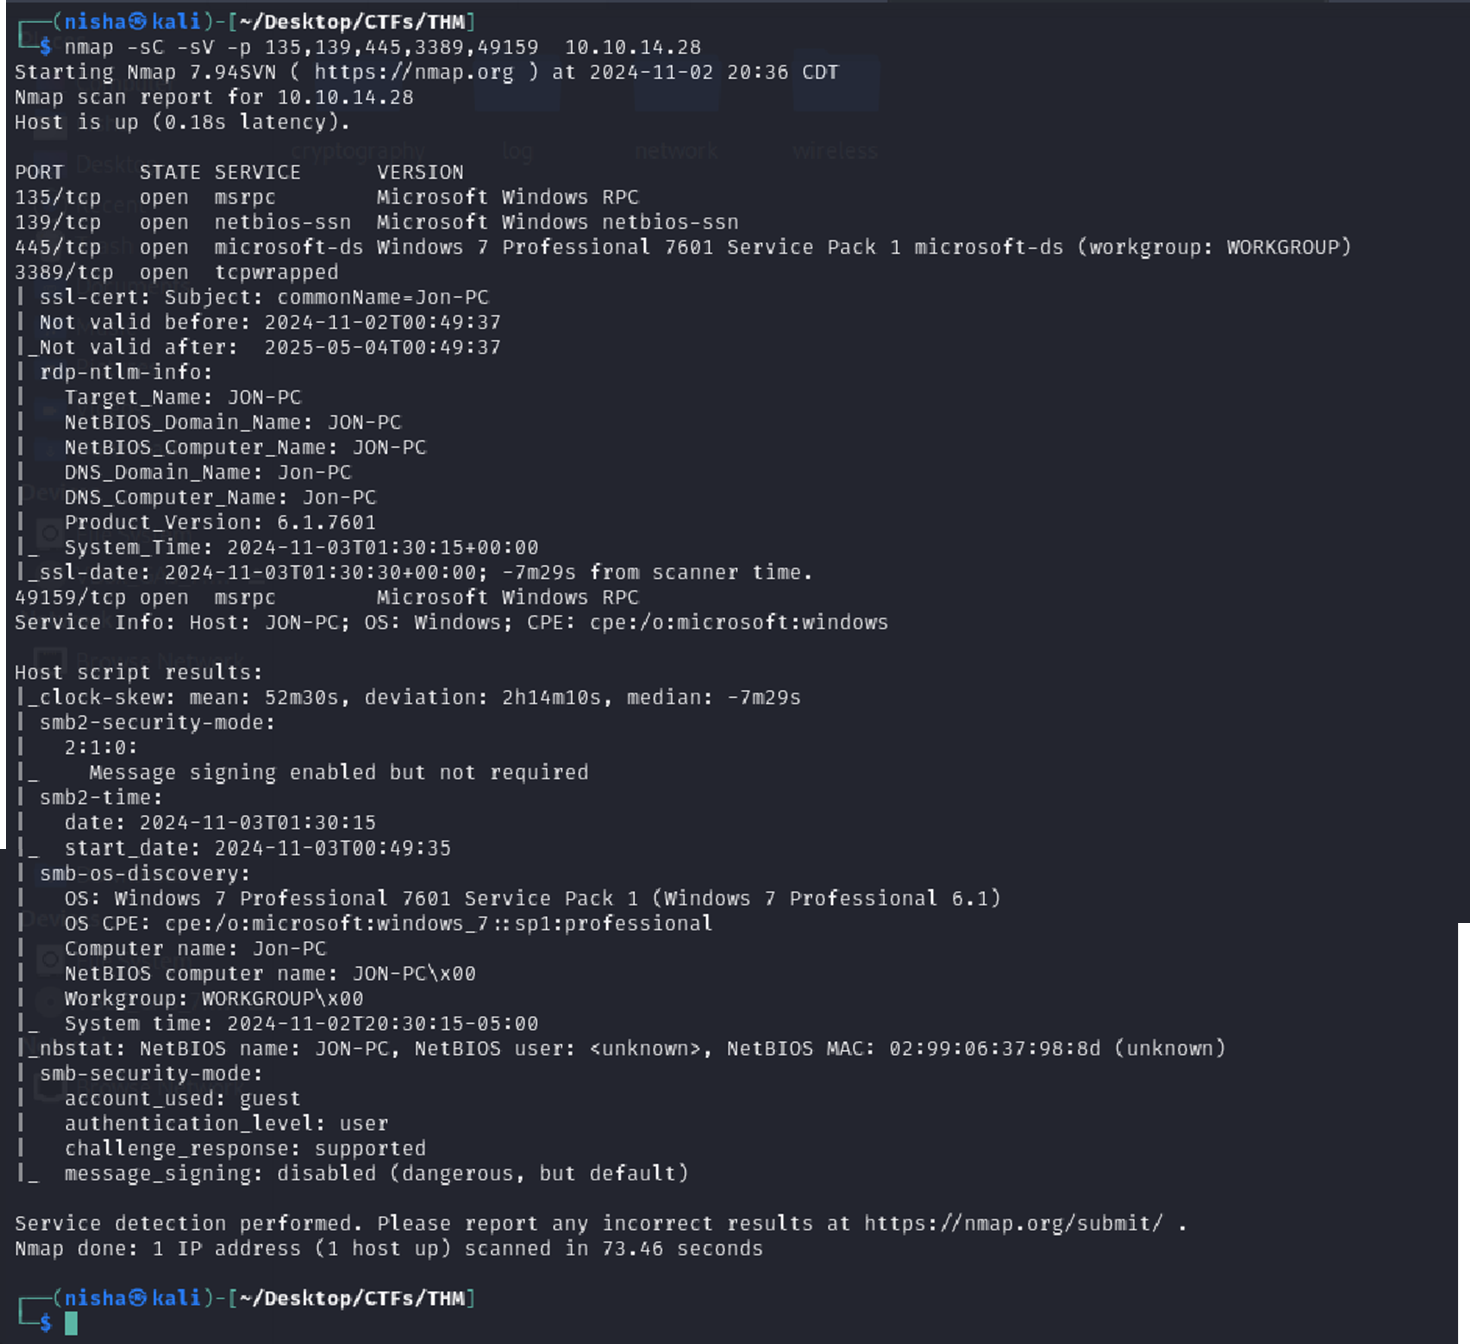 ┌──(nisha㉿kali)-[~/Desktop/CTFs/THM]
└─$ nmap -sC -sV -p 135,139,445,3389,49159  10.10.14.28
Starting Nmap 7.94SVN ( https://nmap.org ) at 2024-11-02 20:36 CDT
Nmap scan report for 10.10.14.28
Host is up (0.18s latency).
cryptography log network wireless
PORT      STATE SERVICE      VERSION
135/tcp   open  msrpc        Microsoft Windows RPC
139/tcp   open  netbios-ssn  Microsoft Windows netbios-ssn
445/tcp   open  microsoft-ds Windows 7 Professional 7601 Service Pack 1 microsoft-ds (workgroup: WORKGROUP)
3389/tcp  open  tcpwrapped
| ssl-cert: Subject: commonName=Jon-PC
| Not valid before: 2024-11-02T00:49:37
|_Not valid after:  2025-05-04T00:49:37
| rdp-ntlm-info:
|   Target_Name: JON-PC
|   NetBIOS_Domain_Name: JON-PC
|   NetBIOS_Computer_Name: JON-PC
|   DNS_Domain_Name: Jon-PC
|   DNS_Computer_Name: Jon-PC
|   Product_Version: 6.1.7601
|_  System_Time: 2024-11-03T01:30:15+00:00
|_ssl-date: 2024-11-03T01:30:30+00:00; -7m29s from scanner time.
49159/tcp open  msrpc        Microsoft Windows RPC
Service Info: Host: JON-PC; OS: Windows; CPE: cpe:/o:microsoft:windows
Browse Network
Host script results:
|_clock-skew: mean: 52m30s, deviation: 2h14m10s, median: -7m29s
| smb2-security-mode:
|   2:1:0:
|_    Message signing enabled but not required
| smb2-time:
|   date: 2024-11-03T01:30:15
|_  start_date: 2024-11-03T00:49:35
| smb-os-discovery:
|   OS: Windows 7 Professional 7601 Service Pack 1 (Windows 7 Professional 6.1)
|   OS CPE: cpe:/o:microsoft:windows_7::sp1:professional
|   Computer name: Jon-PC
|   NetBIOS computer name: JON-PC\x00
|   Workgroup: WORKGROUP\x00
|_  System time: 2024-11-02T20:30:15-05:00
|_nbstat: NetBIOS name: JON-PC, NetBIOS user: <unknown>, NetBIOS MAC: 02:99:06:37:98:8d (unknown)
| smb-security-mode:
|   account_used: guest
|   authentication_level: user
|   challenge_response: supported
|_  message_signing: disabled (dangerous, but default)
Service detection performed. Please report any incorrect results at https://nmap.org/submit/ .
Nmap done: 1 IP address (1 host up) scanned in 73.46 seconds
┌──(nisha㉿kali)-[~/Desktop/CTFs/THM]
└─$